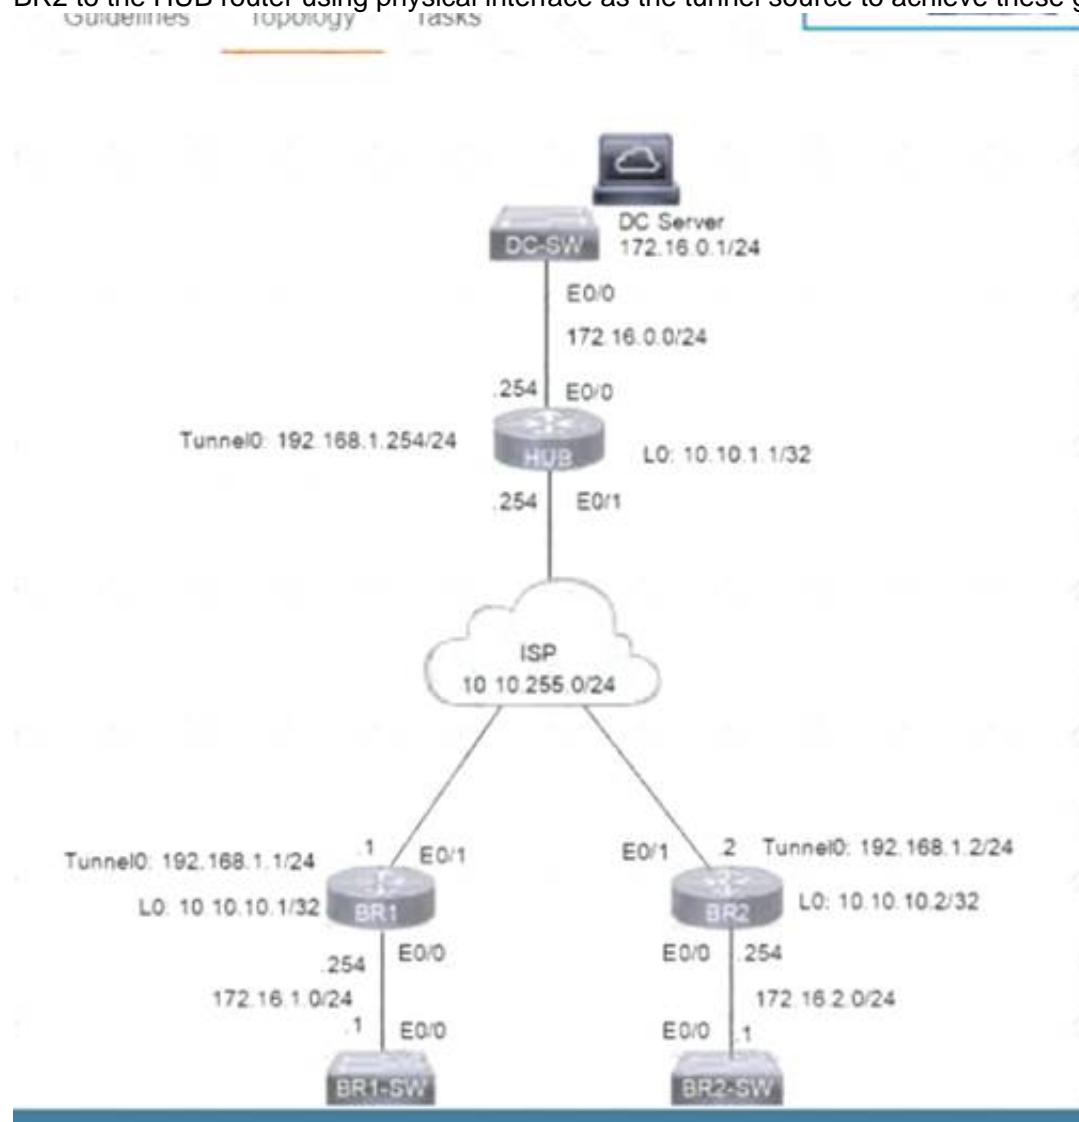 BR2 to the HUB router using physical interface as the tunnel source to achieve these g
Guidelines Topology Tasks
DC Server
DC-SW 172.16.0.1/24
E0/0
172.16.0.0/24
.254 E0/0
Tunnel0: 192.168.1.254/24
HUB L0: 10.10.1.1/32
.254 E0/1
ISP
10.10.255.0/24
.1 E0/1 E0/1 .2 Tunnel0: 192.168.1.2/24
Tunnel0: 192.168.1.1/24
L0: 10.10.10.1/32 BR1 BR2 L0: 10.10.10.2/32
.254 E0/0 E0/0 .254
172.16.1.0/24 172.16.2.0/24
.1 E0/0 E0/0 .1
BR1-SW BR2-SW